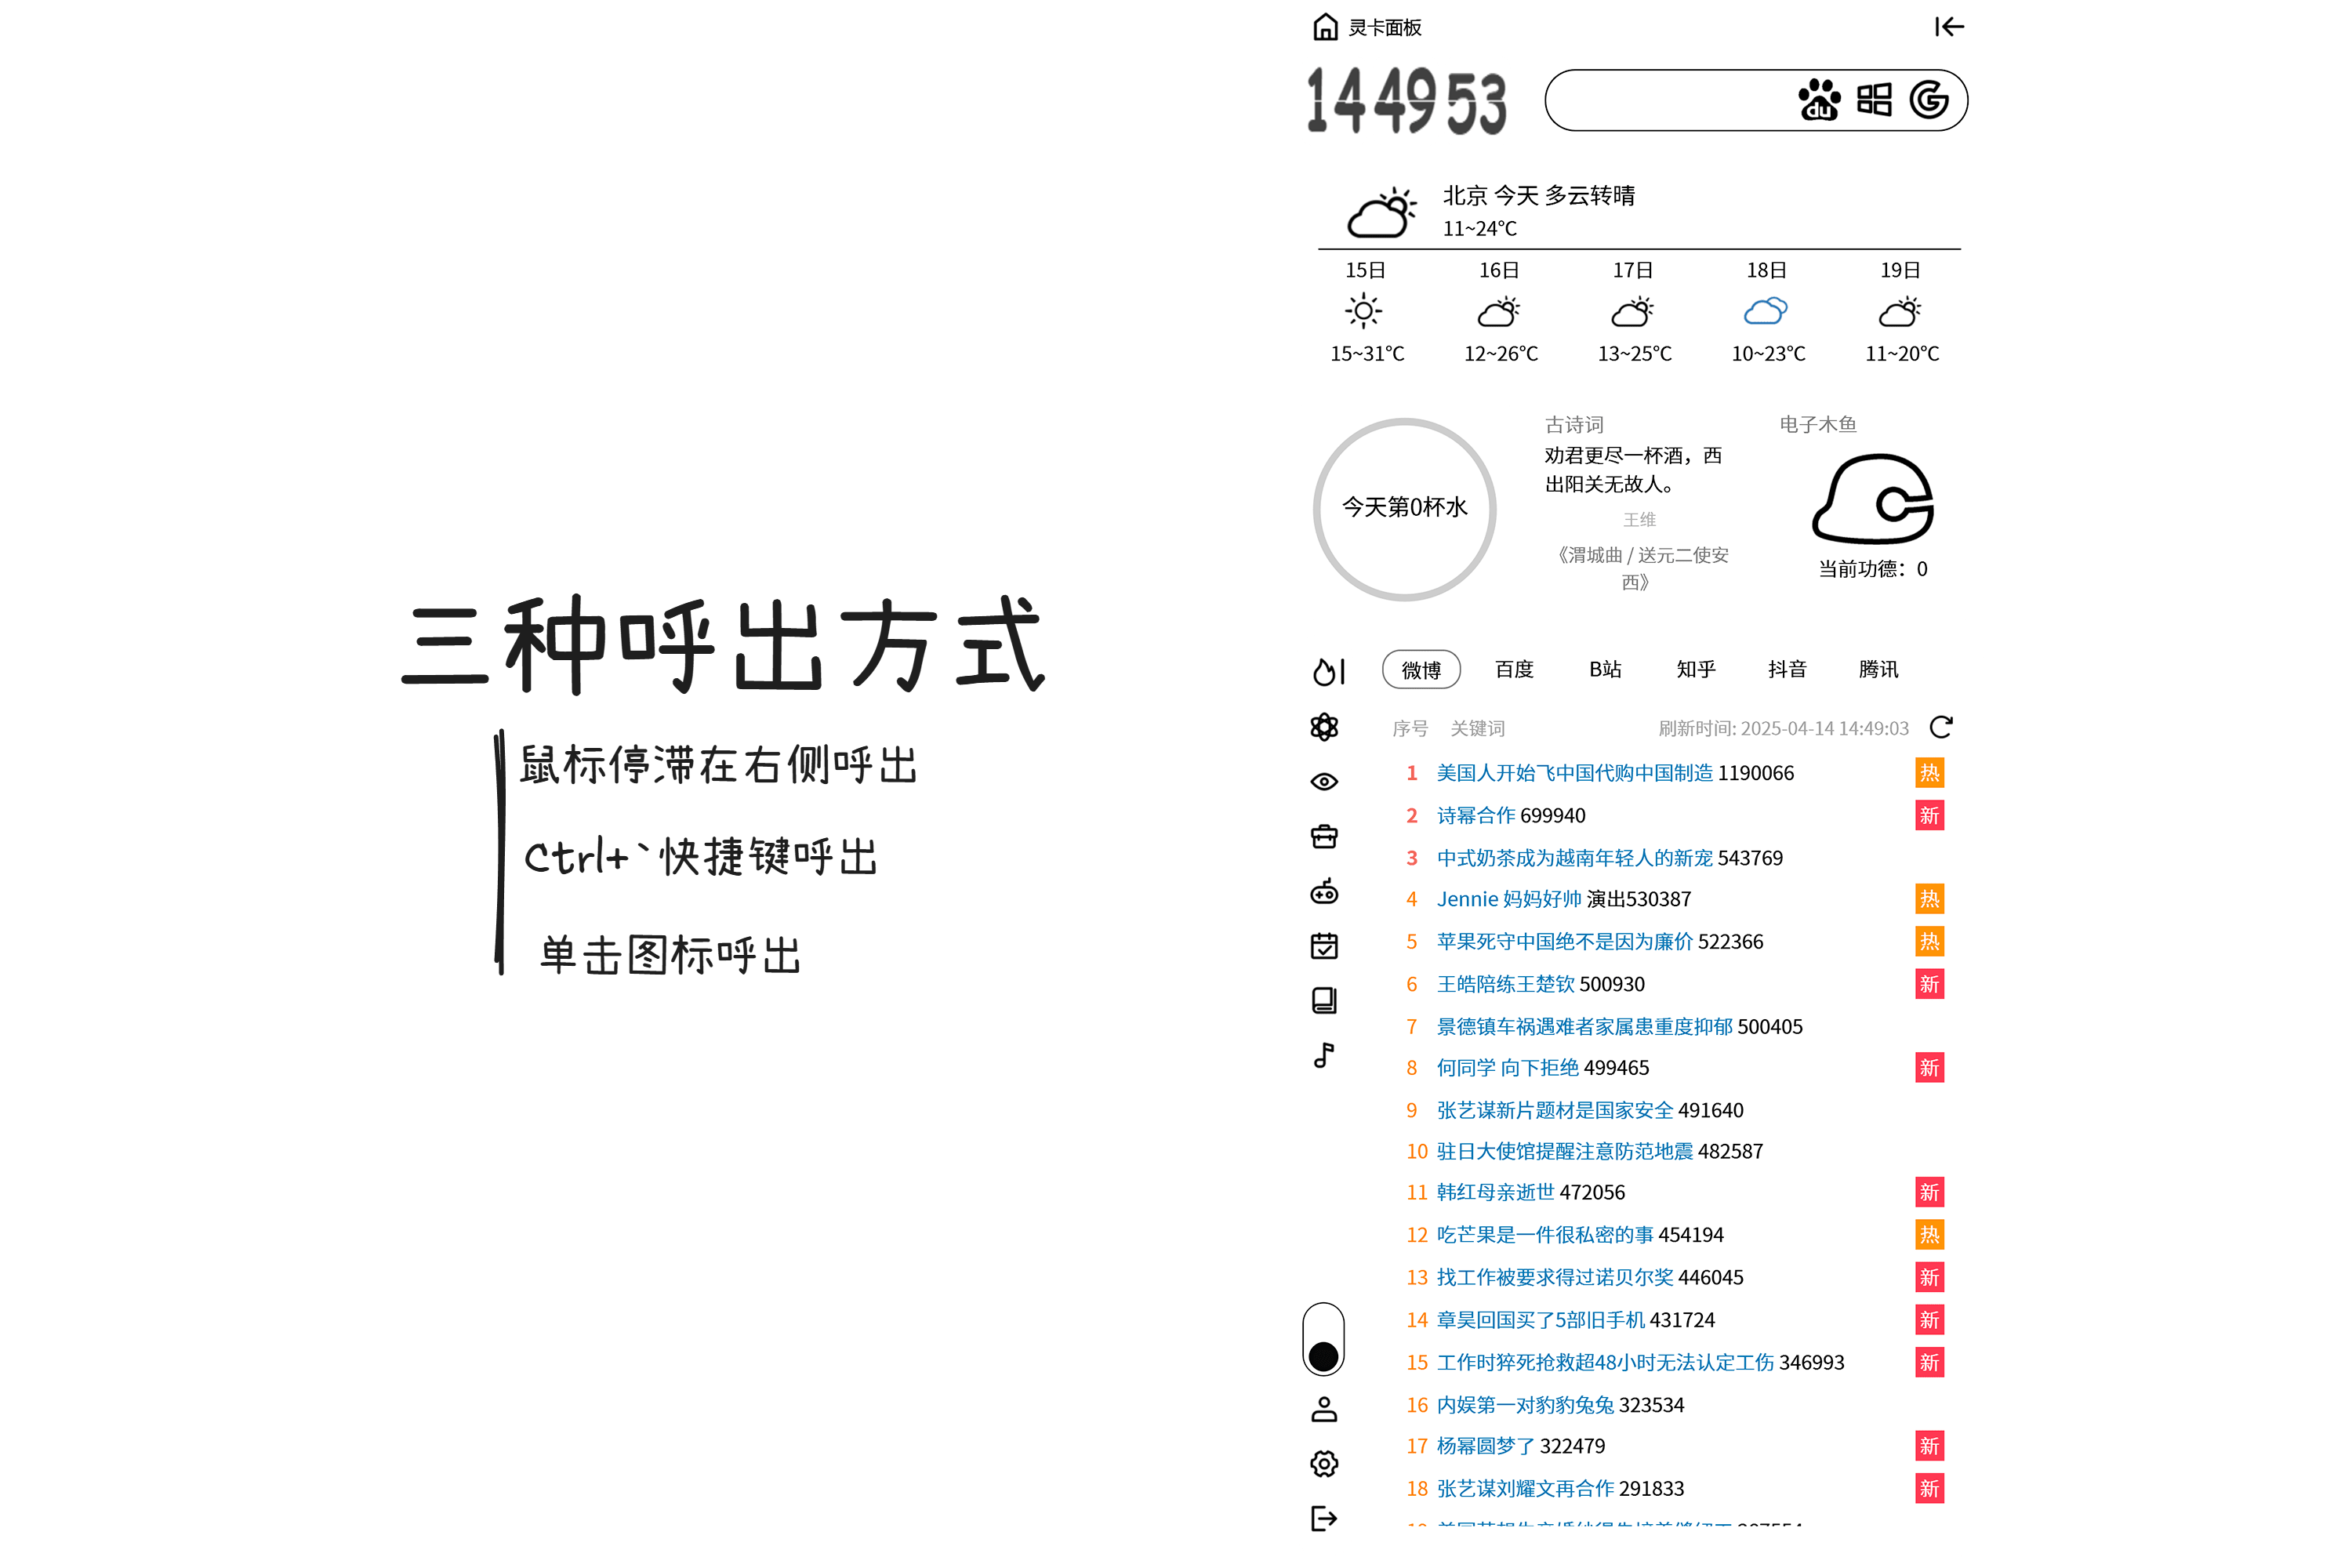 三种呼出方式
鼠标停滞在右侧呼出
Ctrl+`快捷键呼出
单击图标呼出
灵卡面板
14 49 53
du
北京 今天 多云转晴
11~24℃
15日 16日 17日 18日 19日
15~31℃ 12~26℃ 13~25℃ 10~23℃ 11~20℃
今天第0杯水
古诗词
劝君更尽一杯酒，西
出阳关无故人。
王维
《渭城曲 / 送元二使安
西》
电子木鱼
当前功德：0
微博 百度 B站 知乎 抖音 腾讯
序号 关键词 刷新时间: 2025-04-14 14:49:03
1 美国人开始飞中国代购中国制造 1190066 热
2 诗幂合作 699940 新
3 中式奶茶成为越南年轻人的新宠 543769
4 Jennie 妈妈好帅 演出530387 热
5 苹果死守中国绝不是因为廉价 522366 热
6 王皓陪练王楚钦 500930 新
7 景德镇车祸遇难者家属患重度抑郁 500405
8 何同学 向下拒绝 499465 新
9 张艺谋新片题材是国家安全 491640
10 驻日大使馆提醒注意防范地震 482587
11 韩红母亲逝世 472056 新
12 吃芒果是一件很私密的事 454194 热
13 找工作被要求得过诺贝尔奖 446045 新
14 章昊回国买了5部旧手机 431724 新
15 工作时猝死抢救超48小时无法认定工伤 346993 新
16 内娱第一对豹豹兔兔 323534
17 杨幂圆梦了 322479 新
18 张艺谋刘耀文再合作 291833 新